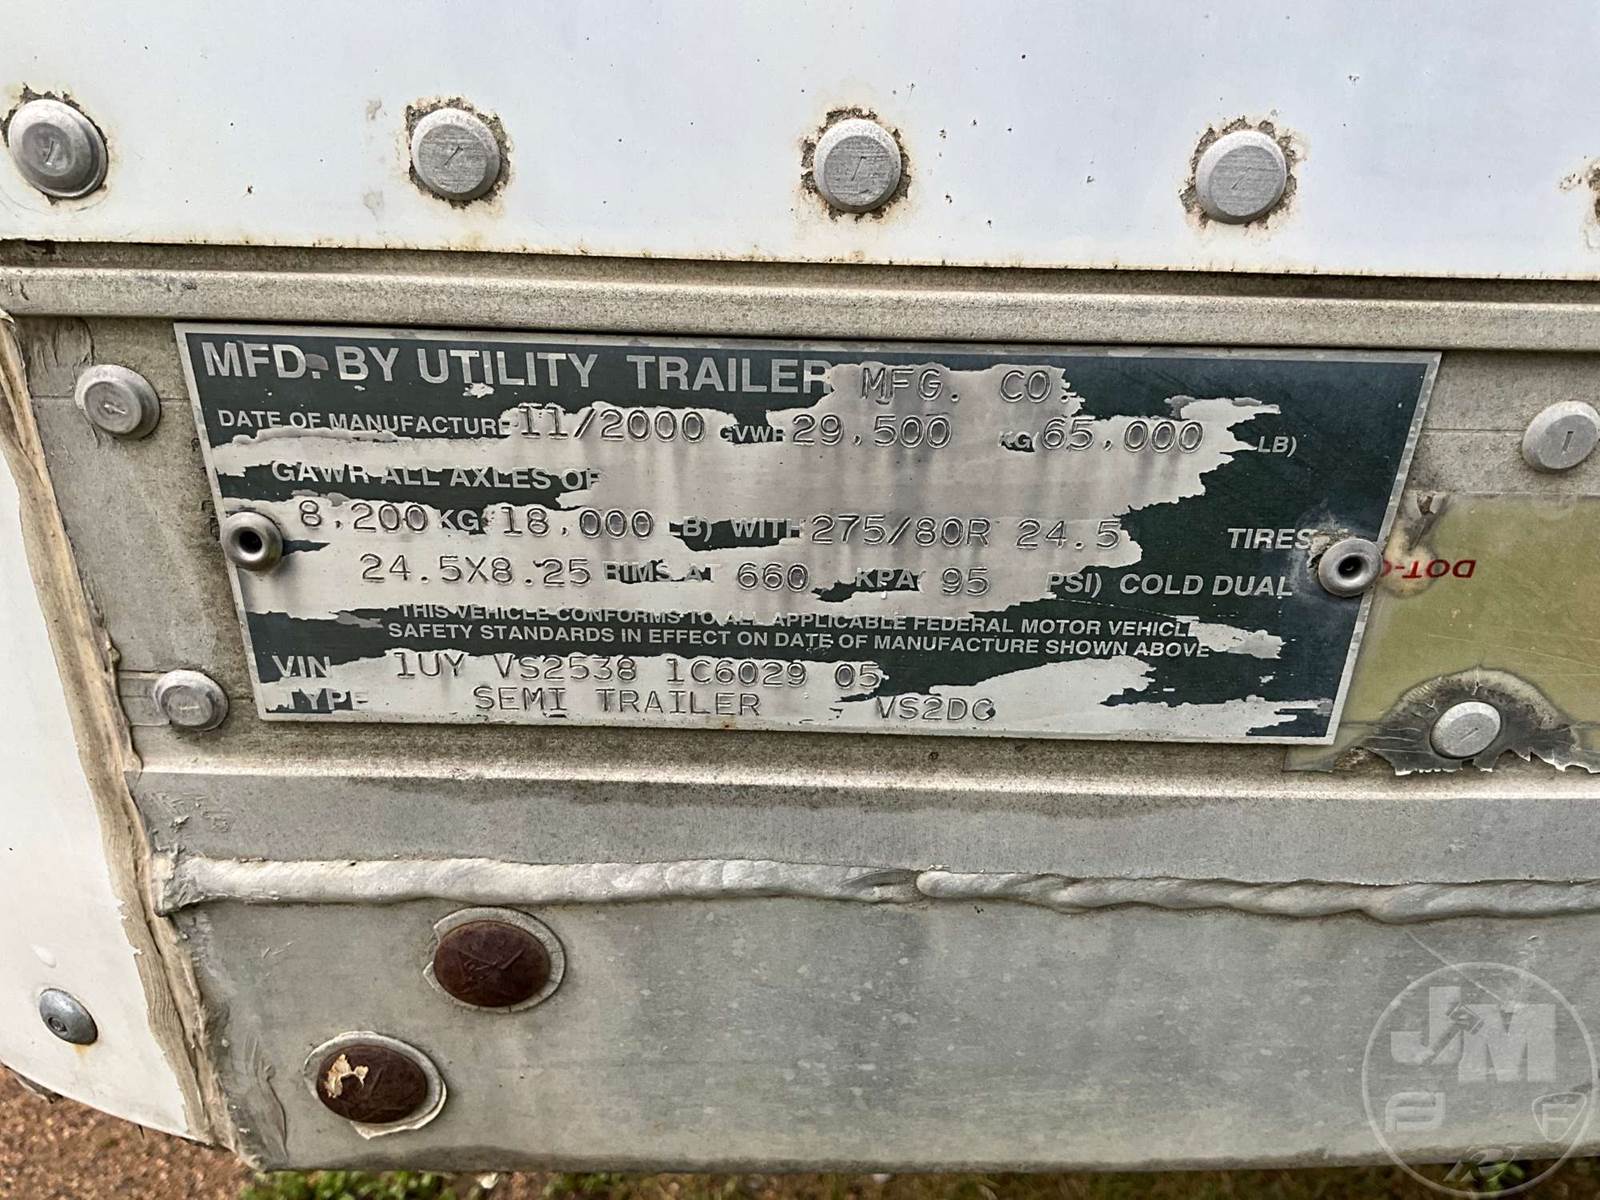 MFD. BY UTILITY TRAILER MFG. CO.
DATE OF MANUFACTURE 11/2000 GVWR 29,500 KG( 65,000 LB)
GAWR ALL AXLES OF
8,200 KG( 18,000 LB) WITH 275/80R 24.5 TIRES
24.5X8.25 RIMS AT 660 KPA( 95 PSI) COLD DUAL
THIS VEHICLE CONFORMS TO ALL APPLICABLE FEDERAL MOTOR VEHICLE
SAFETY STANDARDS IN EFFECT ON DATE OF MANUFACTURE SHOWN ABOVE
VIN 1UY VS2538 1C6029 05
TYPE SEMI TRAILER VS2DC
DOT-C
J M